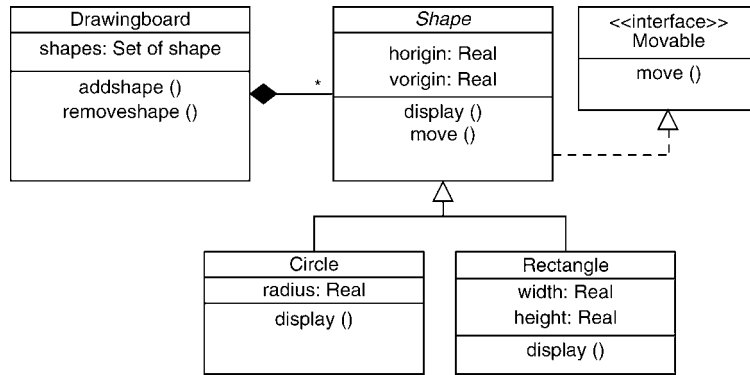 Drawingboard
shapes: Set of shape
addshape ()
removeshape ()
*
Shape
horigin: Real
vorigin: Real
display ()
move ()
<<interface>>
Movable
move ()
Circle
radius: Real
display ()
Rectangle
width: Real
height: Real
display ()